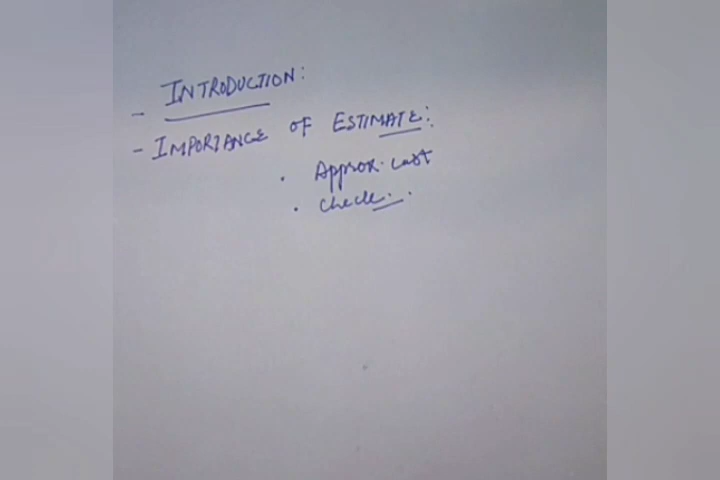 - INTRODUCTION:
- IMPORTANCE OF ESTIMATE:
. Approx. cost
. Check..